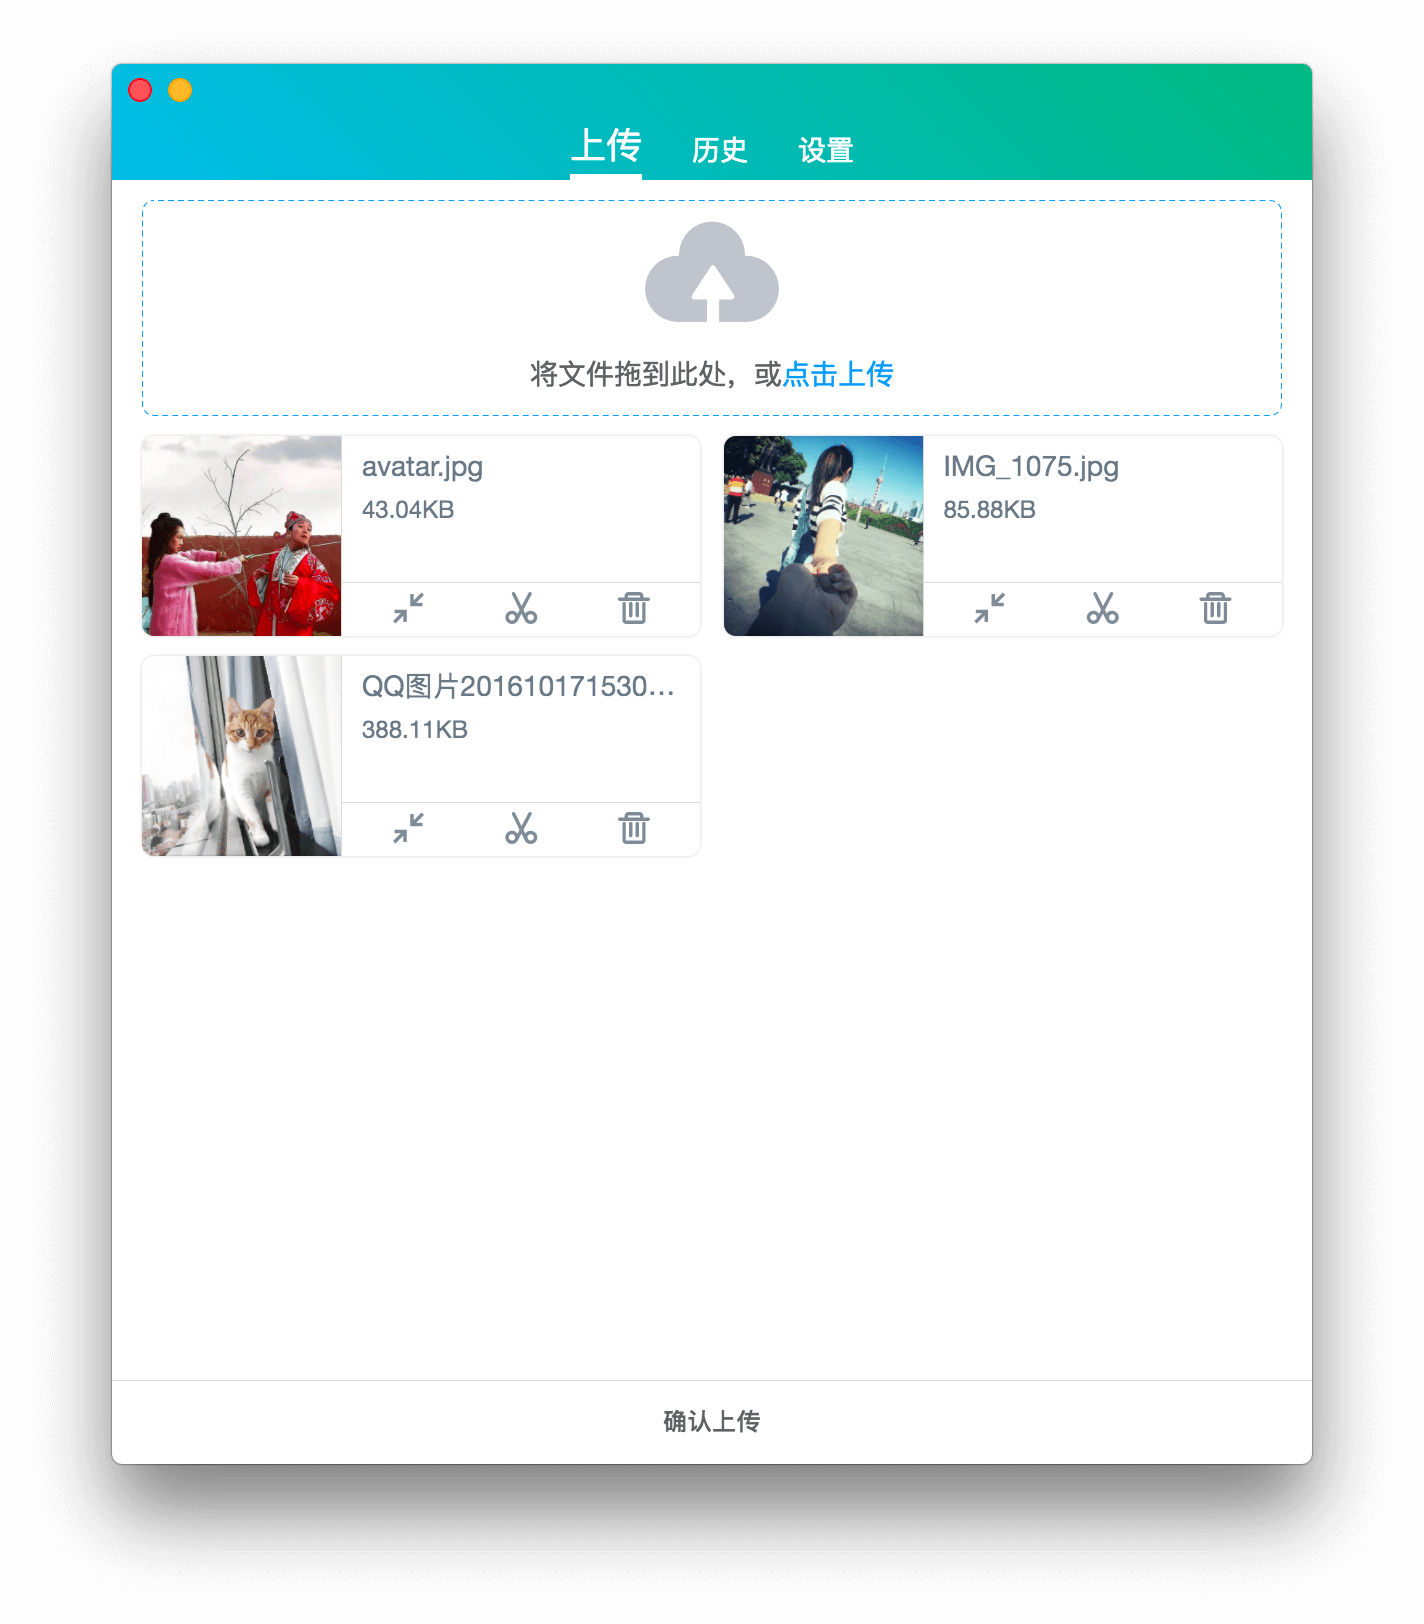 上传 历史 设置
将文件拖到此处，或点击上传
avatar.jpg
43.04KB
IMG_1075.jpg
85.88KB
QQ图片201610171530...
388.11KB
确认上传